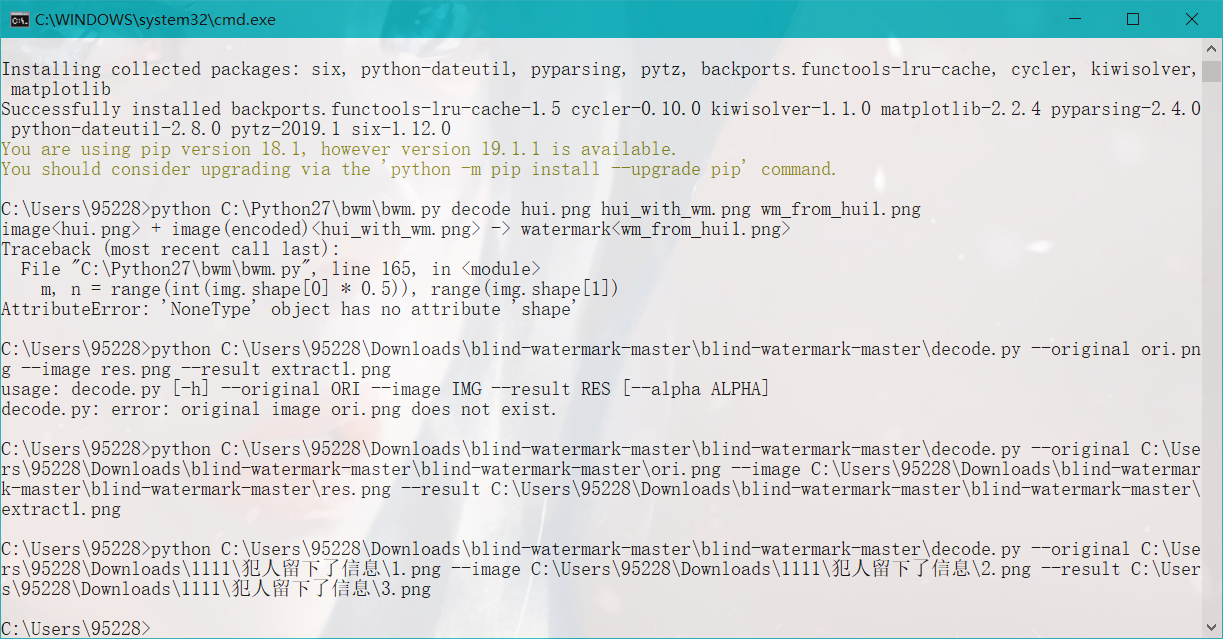 C:\WINDOWS\system32\cmd.exe
Installing collected packages: six, python-dateutil, pyparsing, pytz, backports.functools-lru-cache, cycler, kiwisolver,
 matplotlib
Successfully installed backports.functools-lru-cache-1.5 cycler-0.10.0 kiwisolver-1.1.0 matplotlib-2.2.4 pyparsing-2.4.0
 python-dateutil-2.8.0 pytz-2019.1 six-1.12.0
You are using pip version 18.1, however version 19.1.1 is available.
You should consider upgrading via the 'python -m pip install --upgrade pip' command.
C:\Users\95228>python C:\Python27\bwm\bwm.py decode hui.png hui_with_wm.png wm_from_hui1.png
image<hui.png> + image(encoded)<hui_with_wm.png> -> watermark<wm_from_hui1.png>
Traceback (most recent call last):
  File "C:\Python27\bwm\bwm.py", line 165, in <module>
    m, n = range(int(img.shape[0] * 0.5)), range(img.shape[1])
AttributeError: 'NoneType' object has no attribute 'shape'
C:\Users\95228>python C:\Users\95228\Downloads\blind-watermark-master\blind-watermark-master\decode.py --original ori.pn
g --image res.png --result extract1.png
usage: decode.py [-h] --original ORI --image IMG --result RES [--alpha ALPHA]
decode.py: error: original image ori.png does not exist.
C:\Users\95228>python C:\Users\95228\Downloads\blind-watermark-master\blind-watermark-master\decode.py --original C:\Use
rs\95228\Downloads\blind-watermark-master\blind-watermark-master\ori.png --image C:\Users\95228\Downloads\blind-watermar
k-master\blind-watermark-master\res.png --result C:\Users\95228\Downloads\blind-watermark-master\blind-watermark-master\
extract1.png
C:\Users\95228>python C:\Users\95228\Downloads\blind-watermark-master\blind-watermark-master\decode.py --original C:\Use
rs\95228\Downloads\1111\犯人留下了信息\1.png --image C:\Users\95228\Downloads\1111\犯人留下了信息\2.png --result C:\User
s\95228\Downloads\1111\犯人留下了信息\3.png
C:\Users\95228>